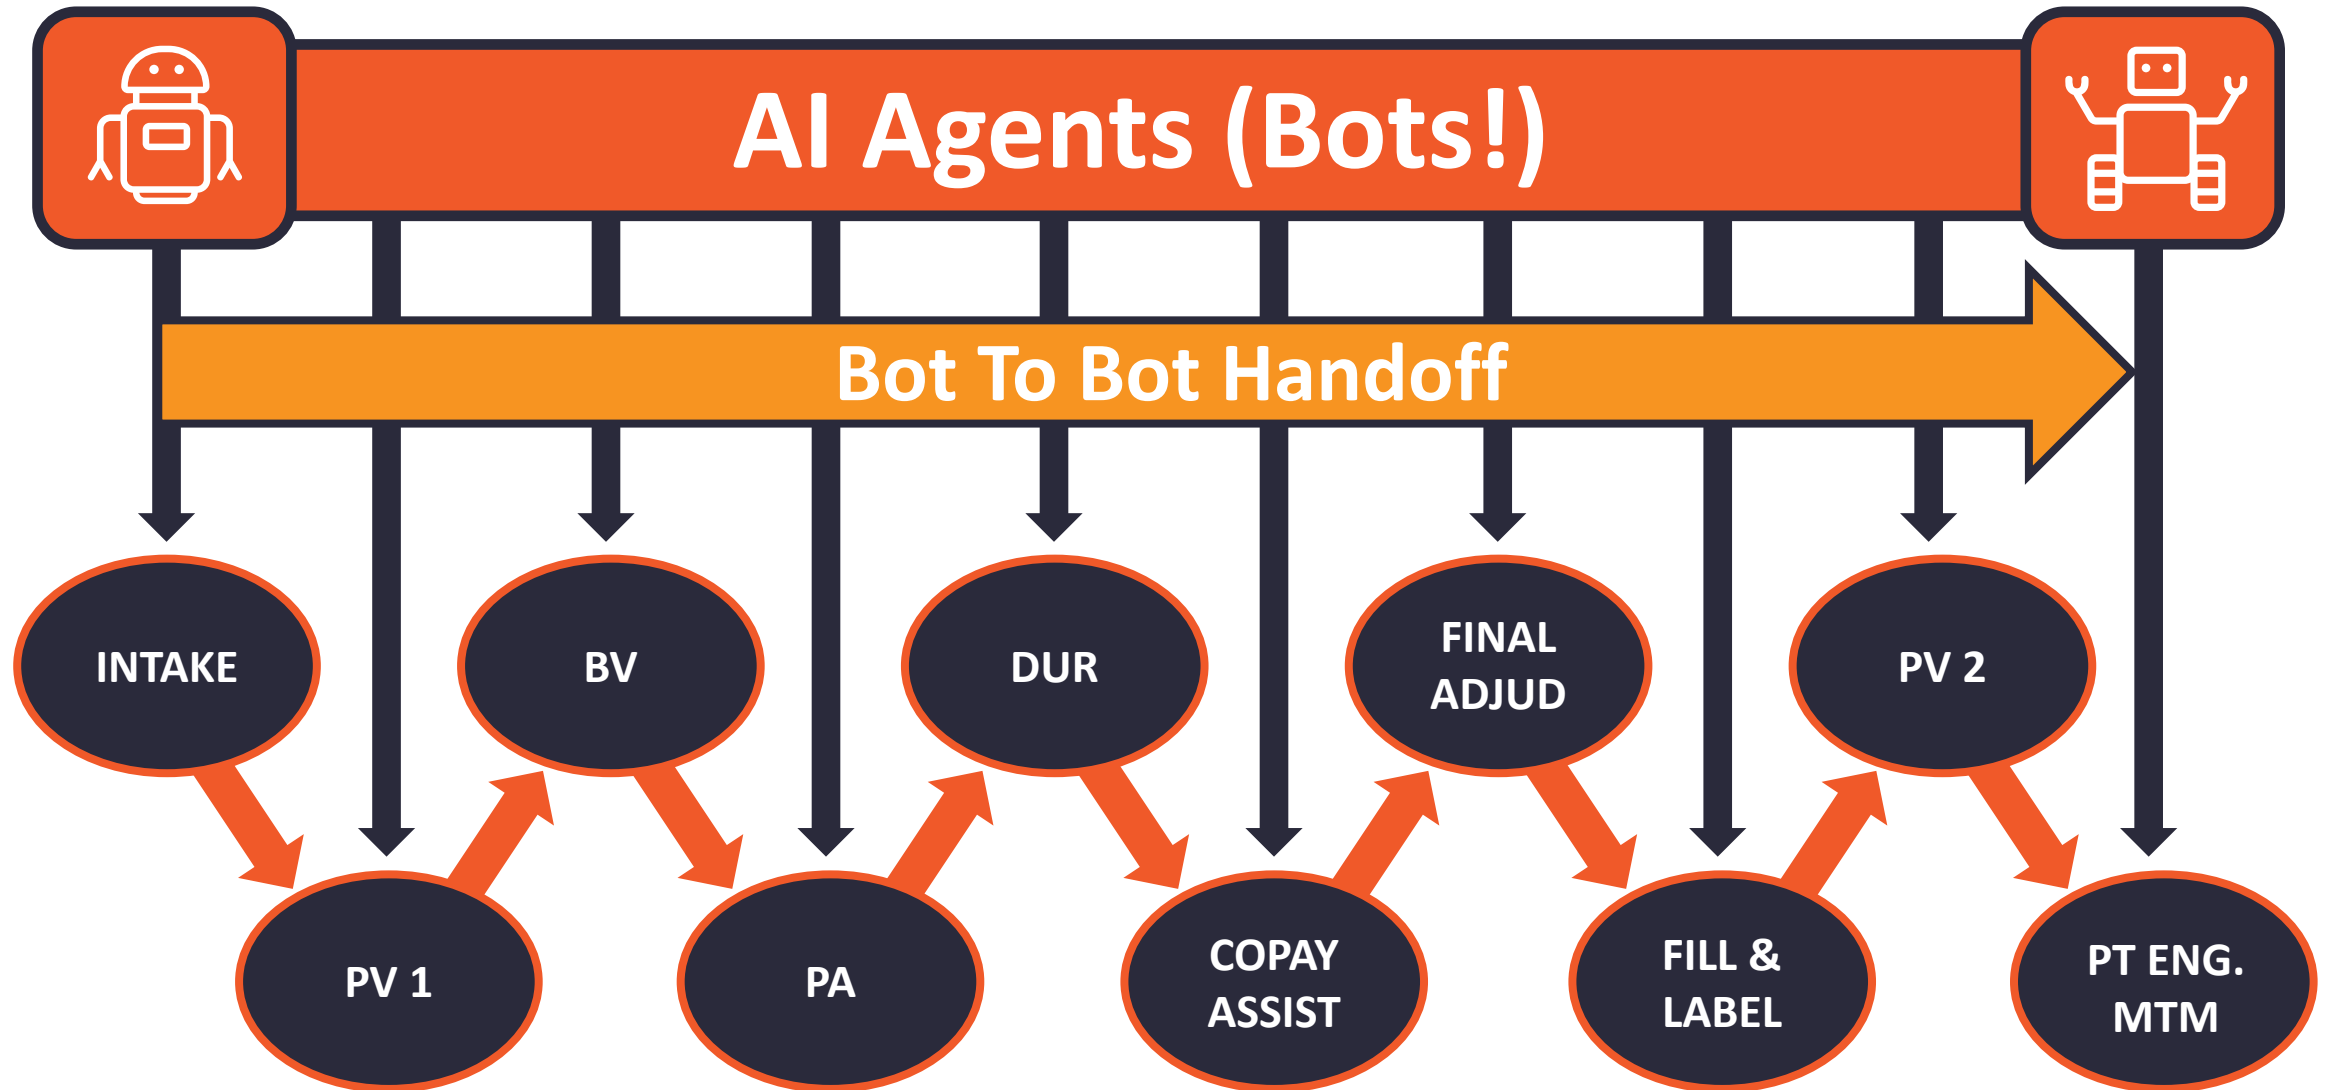 AI Agents (Bots!)
Bot To Bot Handoff
INTAKE
BV
DUR
FINAL
ADJUD
PV 2
PV 1
PA
COPAY
ASSIST
FILL &
LABEL
PT ENG.
MTM